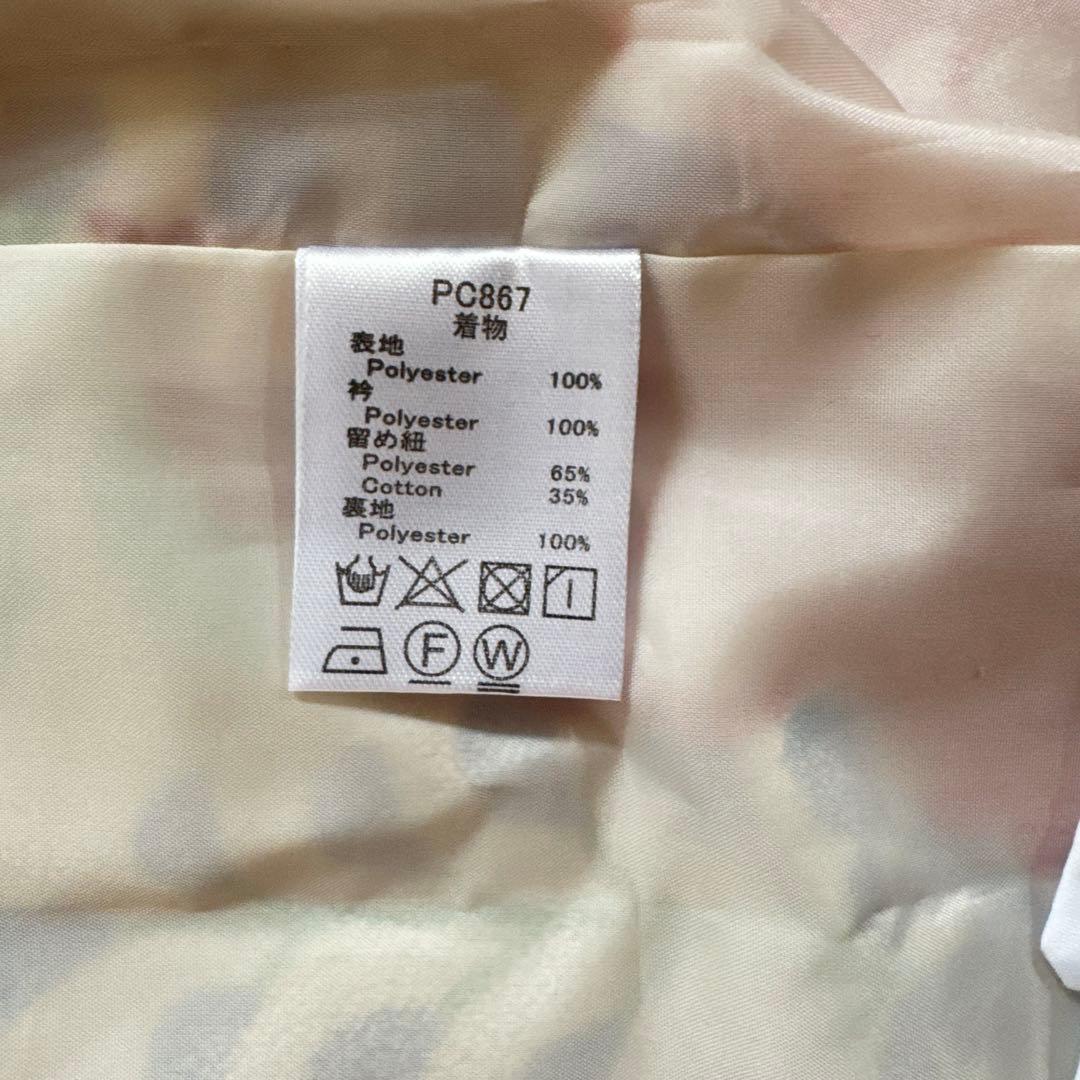 PC867
着物
表地
Polyester 100%
衿
Polyester 100%
留め紐
Polyester 65%
Cotton 35%
裏地
Polyester 100%
F W